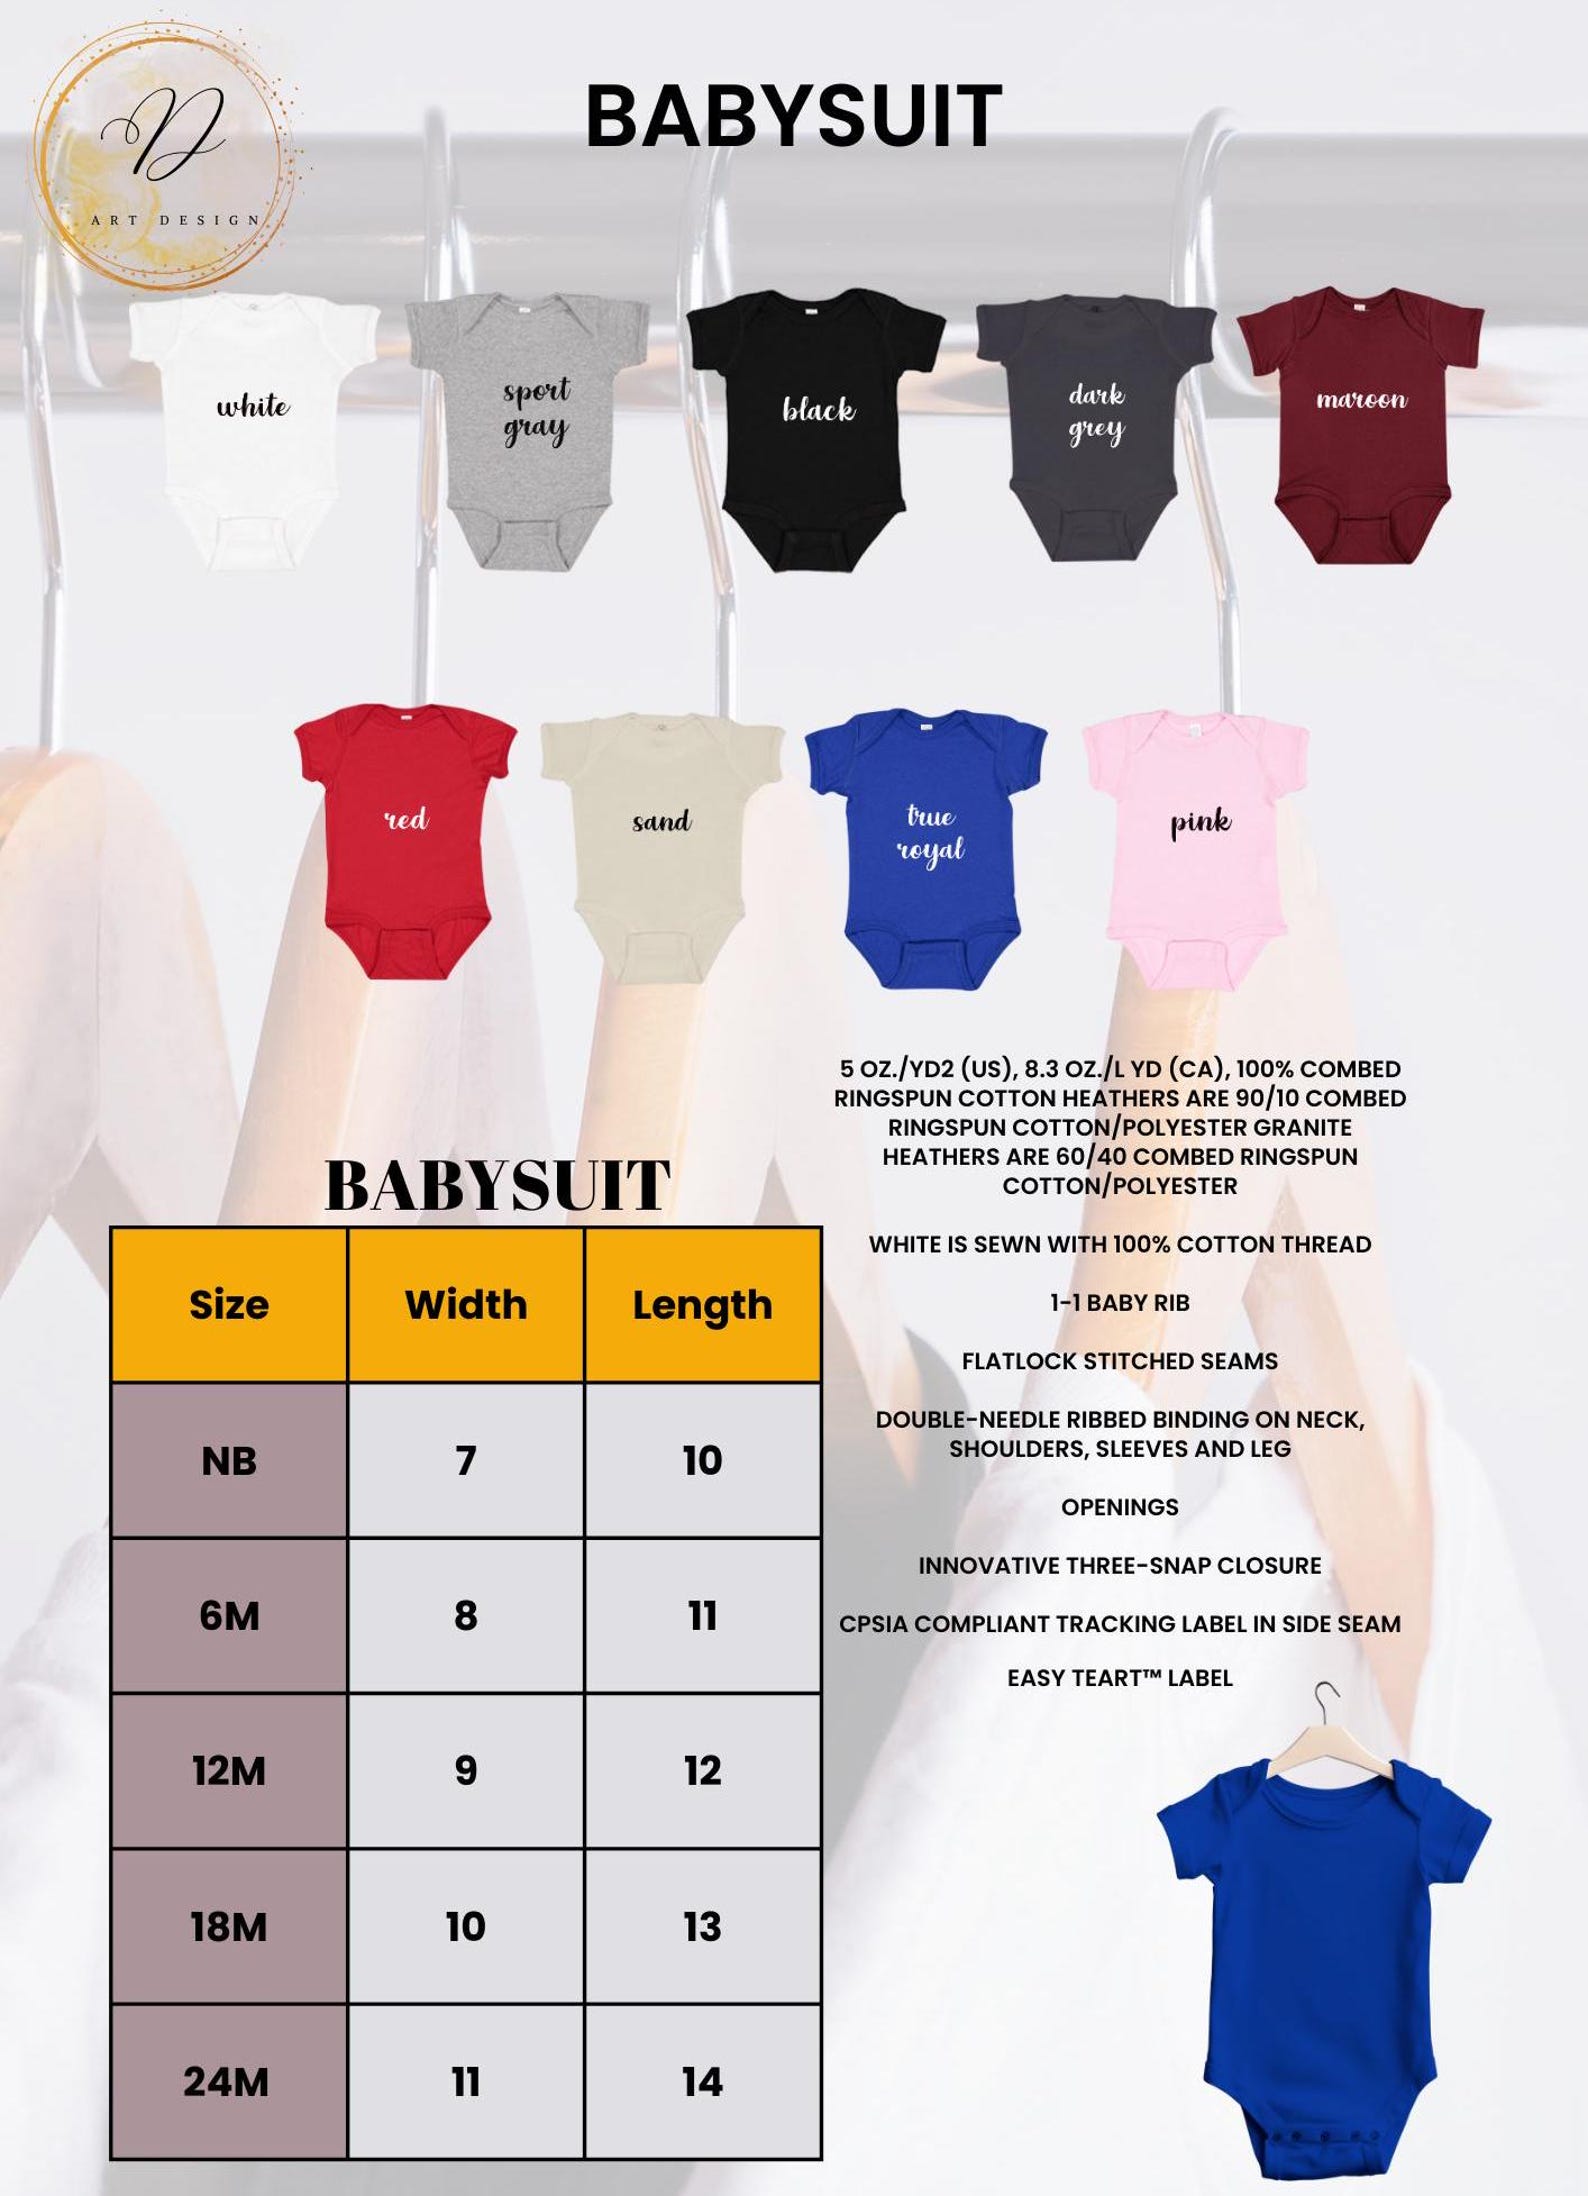 D
ART DESIGN
BABYSUIT
white
sport
gray
black
dark
grey
maroon
red
sand
true
royal
pink
5 OZ./YD2 (US), 8.3 OZ./L YD (CA), 100% COMBED
RINGSPUN COTTON HEATHERS ARE 90/10 COMBED
RINGSPUN COTTON/POLYESTER GRANITE
HEATHERS ARE 60/40 COMBED RINGSPUN
COTTON/POLYESTER
WHITE IS SEWN WITH 100% COTTON THREAD
1-1 BABY RIB
FLATLOCK STITCHED SEAMS
DOUBLE-NEEDLE RIBBED BINDING ON NECK,
SHOULDERS, SLEEVES AND LEG
OPENINGS
INNOVATIVE THREE-SNAP CLOSURE
CPSIA COMPLIANT TRACKING LABEL IN SIDE SEAM
EASY TEART™ LABEL
BABYSUIT
Size Width Length
NB 7 10
6M 8 11
12M 9 12
18M 10 13
24M 11 14